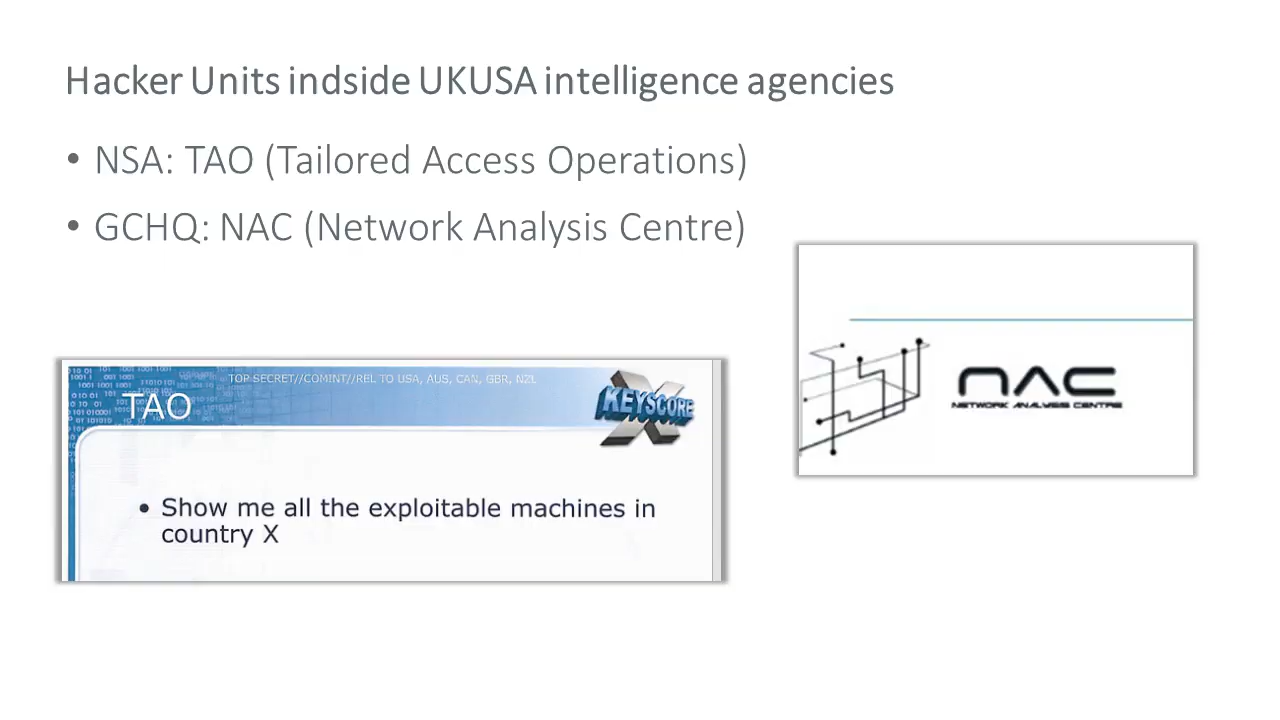 Hacker Units indside UKUSA intelligence agencies
• NSA: TAO (Tailored Access Operations)
• GCHQ: NAC (Network Analysis Centre)
NAC
NETWORK ANALYSIS CENTRE
TOP SECRET//COMINT//REL TO USA, AUS, CAN, GBR, NZL
TAO
X KEYSCORE
• Show me all the exploitable machines in
country X